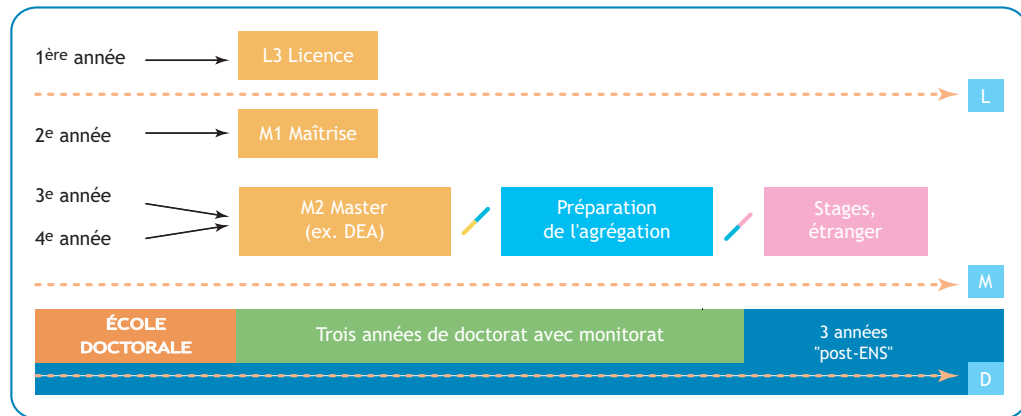 1ère année
L3 Licence
L
2e année
M1 Maîtrise
3e année
4e année
M2 Master
(ex. DEA)
Préparation
de l'agrégation
Stages,
étranger
M
ÉCOLE
DOCTORALE
Trois années de doctorat avec monitorat
3 années
"post-ENS"
D